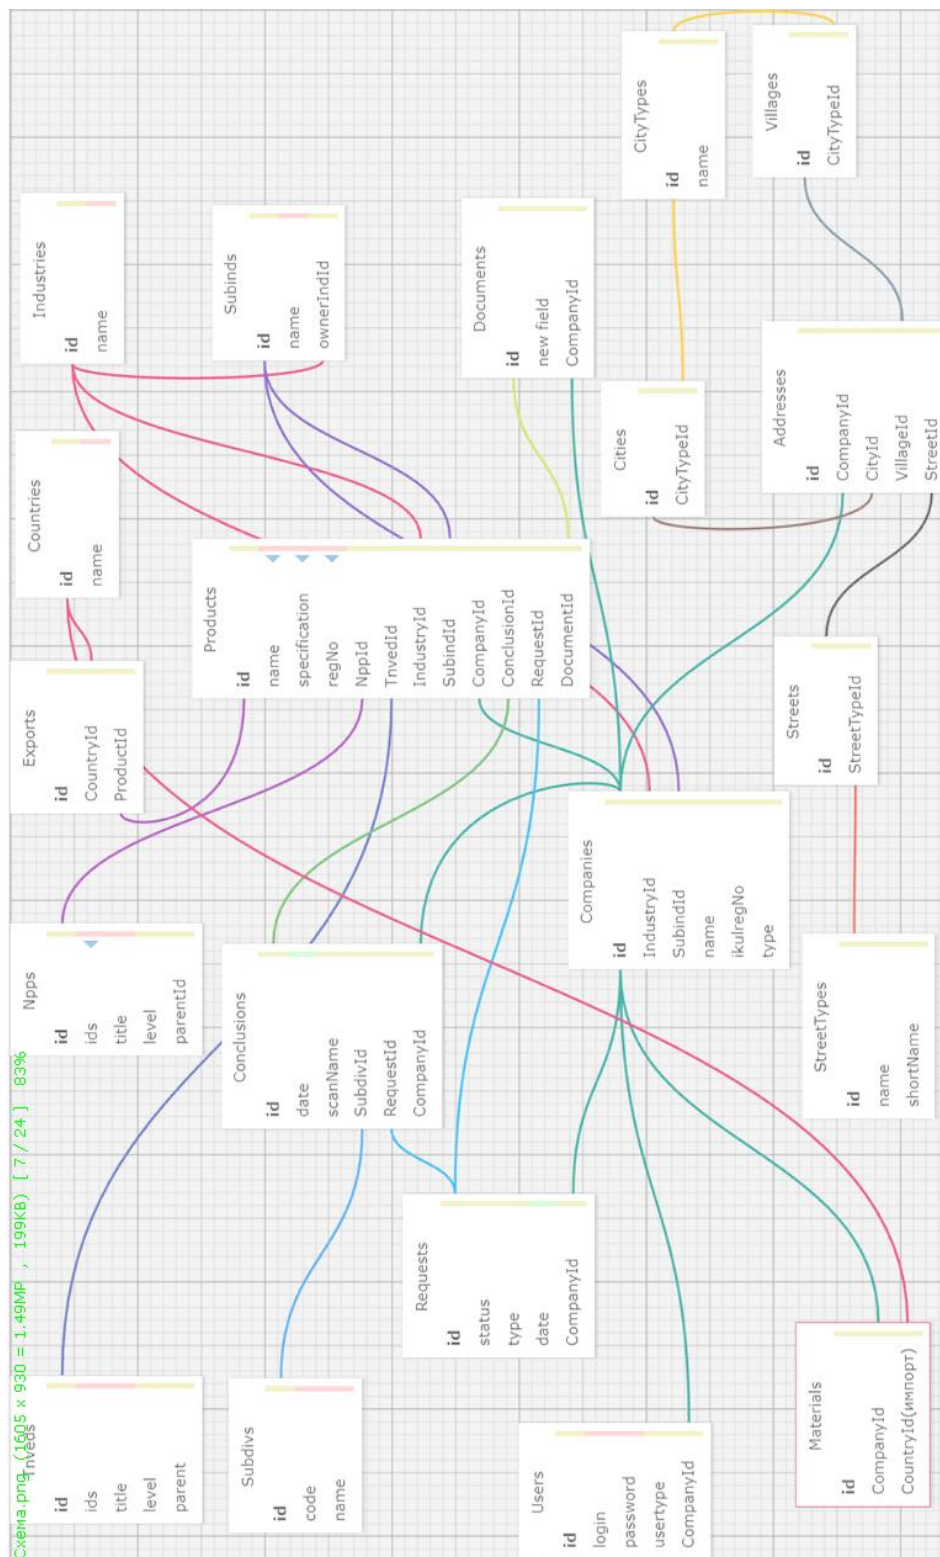 Схема.png (1605 x 930 = 1.49MP , 199KB) [ 7 / 24 ] 83%
Tnveds
id
ids
title
level
parent
Npps
id
ids
title
level
parentId
Exports
id
CountryId
ProductId
Countries
id
name
Industries
id
name
Subdivs
id
code
name
Conclusions
id
date
scanName
SubdivId
RequestId
CompanyId
Products
id
name
specification
regNo
NppId
TnvedId
IndustryId
SubindId
CompanyId
ConclusionId
RequestId
DocumentId
Subinds
id
name
ownerIndId
Requests
id
status
type
date
CompanyId
Documents
id
new field
CompanyId
Users
id
login
password
usertype
CompanyId
Companies
id
IndustryId
SubindId
name
ikulregNo
type
Cities
id
CityTypeId
CityTypes
id
name
Materials
id
CompanyId
CountryId(импорт)
StreetTypes
id
name
shortName
Streets
id
StreetTypeId
Addresses
id
CompanyId
CityId
VillageId
StreetId
Villages
id
CityTypeId